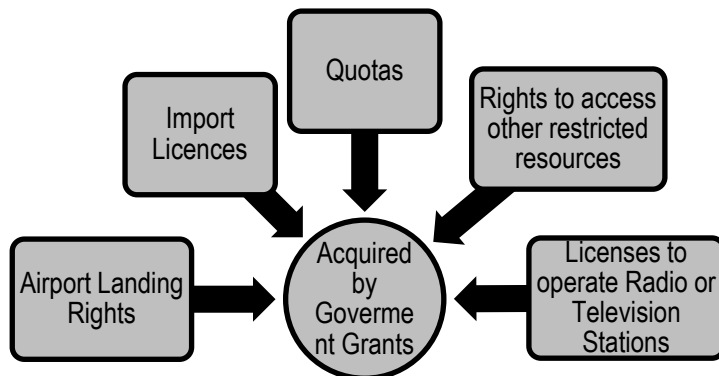 Quotas
Import
Licences
Rights to access
other restricted
resources
Airport Landing
Rights
Acquired
by
Governme
nt Grants
Licenses to
operate Radio or
Television
Stations